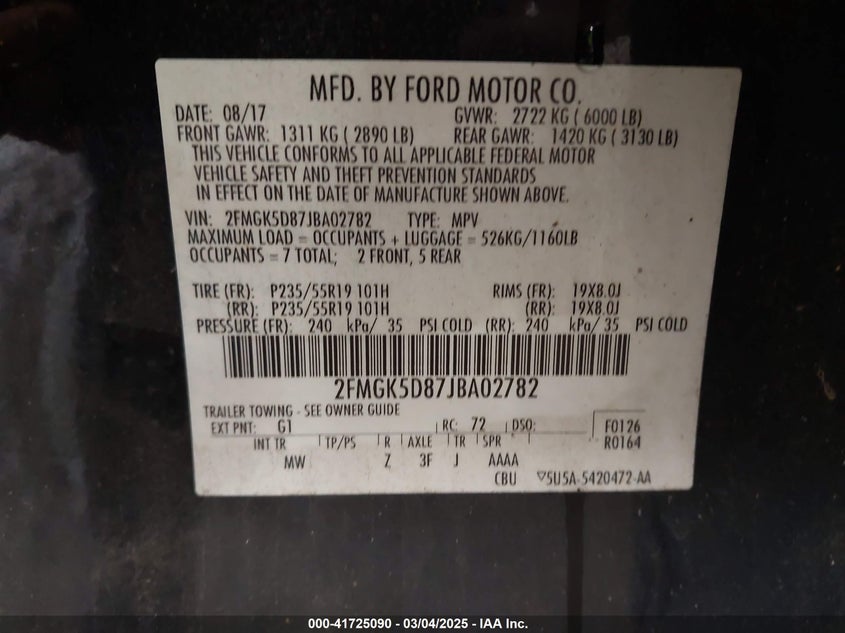 MFD. BY FORD MOTOR CO.
DATE: 08/17 GVWR: 2722 KG ( 6000 LB)
FRONT GAWR: 1311 KG ( 2890 LB) REAR GAWR: 1420 KG ( 3130 LB)
THIS VEHICLE CONFORMS TO ALL APPLICABLE FEDERAL MOTOR
VEHICLE SAFETY AND THEFT PREVENTION STANDARDS
IN EFFECT ON THE DATE OF MANUFACTURE SHOWN ABOVE.
VIN: 2FMGK5D87JBA02782 TYPE: MPV
MAXIMUM LOAD = OCCUPANTS + LUGGAGE = 526KG/1160LB
OCCUPANTS = 7 TOTAL; 2 FRONT, 5 REAR
TIRE (FR): P235/55R19 101H RIMS (FR): 19X8.0J
(RR): P235/55R19 101H (RR): 19X8.0J
PRESSURE (FR): 240 kPa/ 35 PSI COLD (RR): 240 kPa/ 35 PSI COLD
2FMGK5D87JBA02782
TRAILER TOWING - SEE OWNER GUIDE
EXT PNT: G1 RC: 72 DSO: F0126
INT TR TP/PS R AXLE TR SPR R0164
MW Z 3F J AAAA
CBU ▽5U5A-5420472-AA
000-41725090 - 03/04/2025 - IAA Inc.